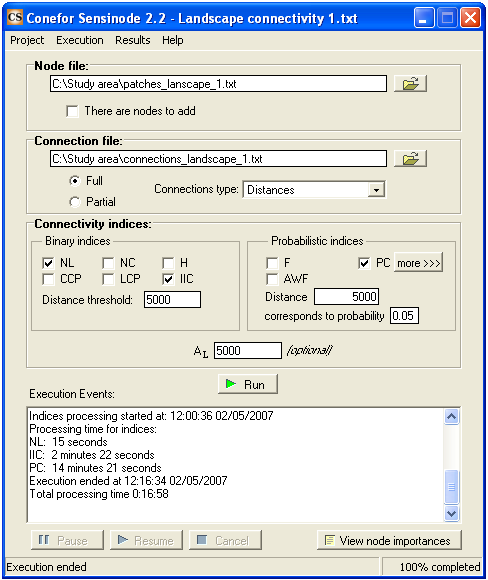 CS Conefor Sensinode 2.2 - Landscape connectivity 1.txt
Project Execution Results Help
Node file:
C:\Study area\patches_lanscape_1.txt
There are nodes to add
Connection file:
C:\Study area\connections_landscape_1.txt
Full
Partial
Connections type: Distances
Connectivity indices:
Binary indices
NL NC H
CCP LCP IIC
Distance threshold: 5000
Probabilistic indices
F PC more >>>
AWF
Distance 5000
corresponds to probability 0.05
AL 5000 (optional)
Run
Execution Events:
Indices processing started at: 12:00:36 02/05/2007
Processing time for indices:
NL: 15 seconds
IIC: 2 minutes 22 seconds
PC: 14 minutes 21 seconds
Execution ended at 12:16:34 02/05/2007
Total processing time 0:16:58
Pause Resume Cancel View node importances
Execution ended 100% completed